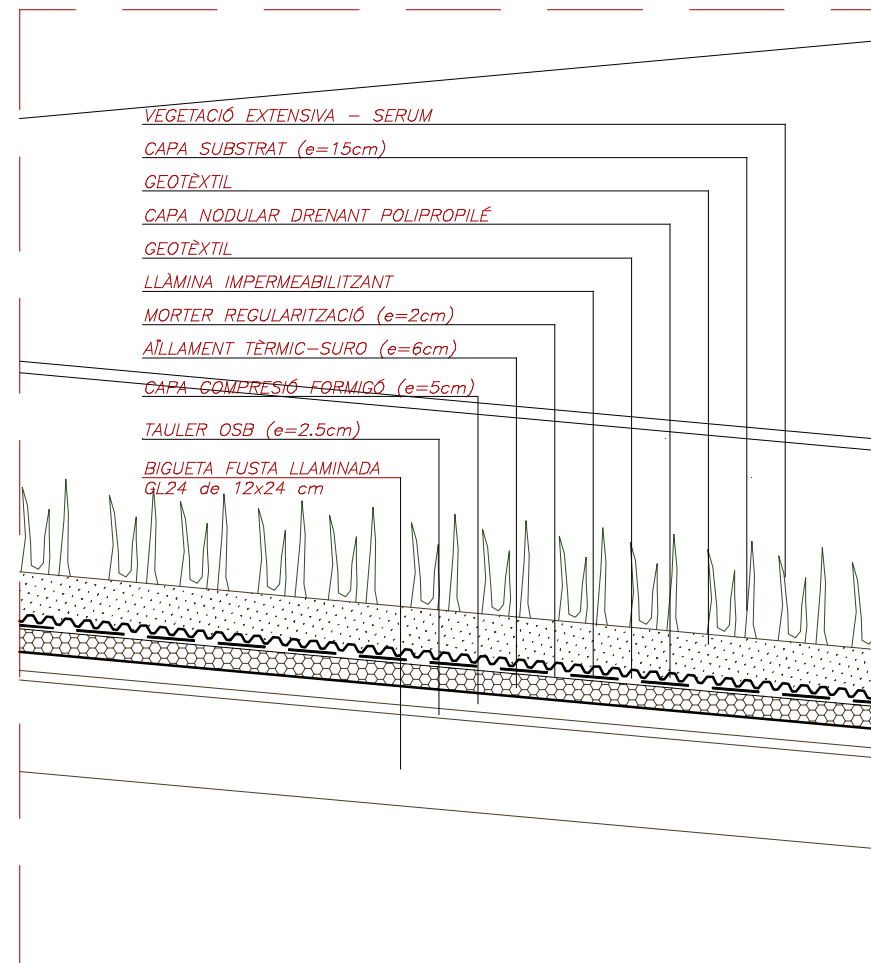 VEGETACIÓ EXTENSIVA - SERUM
CAPA SUBSTRAT (e=15cm)
GEOTÈXTIL
CAPA NODULAR DRENANT POLIPROPILÉ
GEOTÈXTIL
LLÀMINA IMPERMEABILITZANT
MORTER REGULARITZACIÓ (e=2cm)
AÏLLAMENT TÈRMIC-SURO (e=6cm)
CAPA COMPRESIÓ FORMIGÓ (e=5cm)
TAULER OSB (e=2.5cm)
BIGUETA FUSTA LLAMINADA
GL24 de 12x24 cm